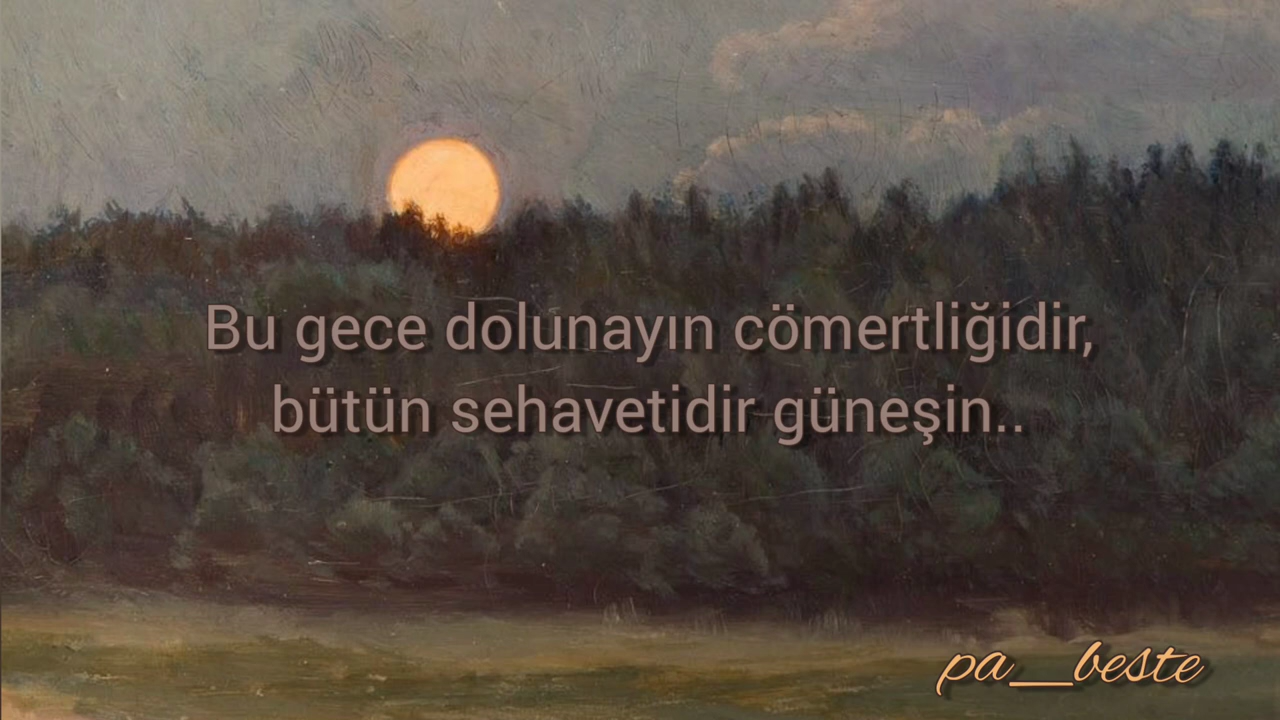 Bu gece dolunayın cömertliğidir,
bütün sehavetidir güneşin..
pa__beste